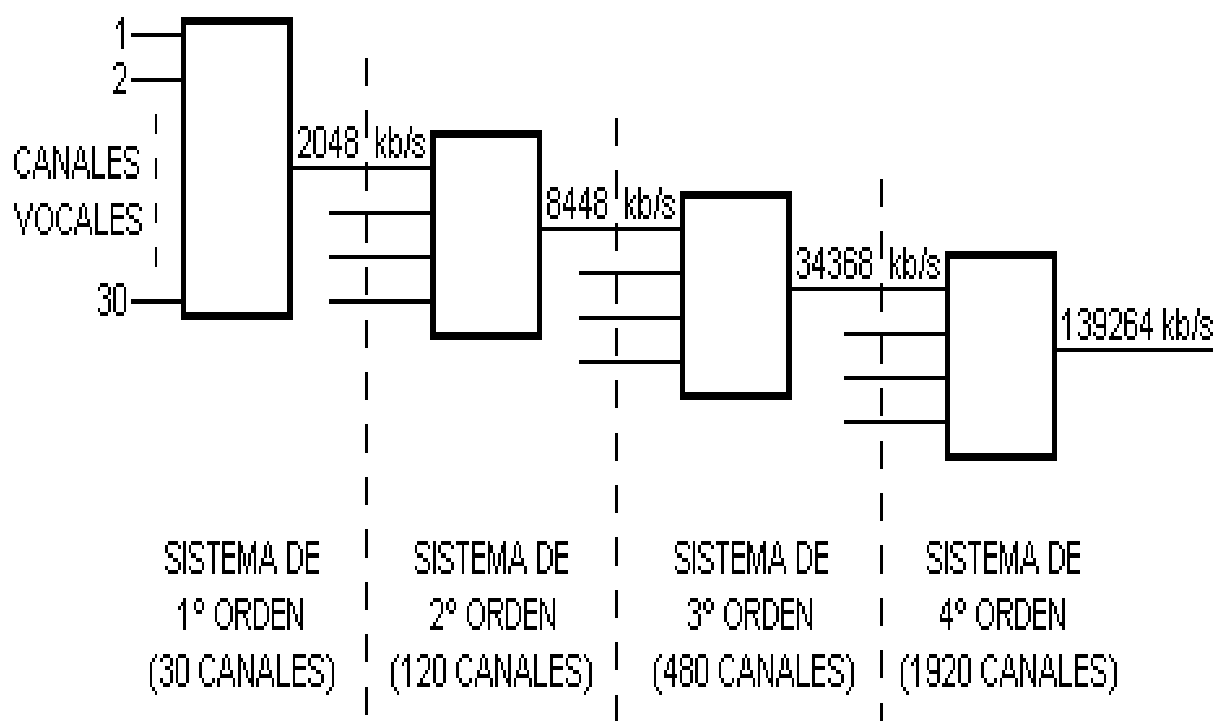 1
2
CANALES
VOCALES
30
2048 kb/s
8448 kb/s
34368 kb/s
139264 kb/s
SISTEMA DE
1º ORDEN
(30 CANALES)
SISTEMA DE
2º ORDEN
(120 CANALES)
SISTEMA DE
3º ORDEN
(480 CANALES)
SISTEMA DE
4º ORDEN
(1920 CANALES)